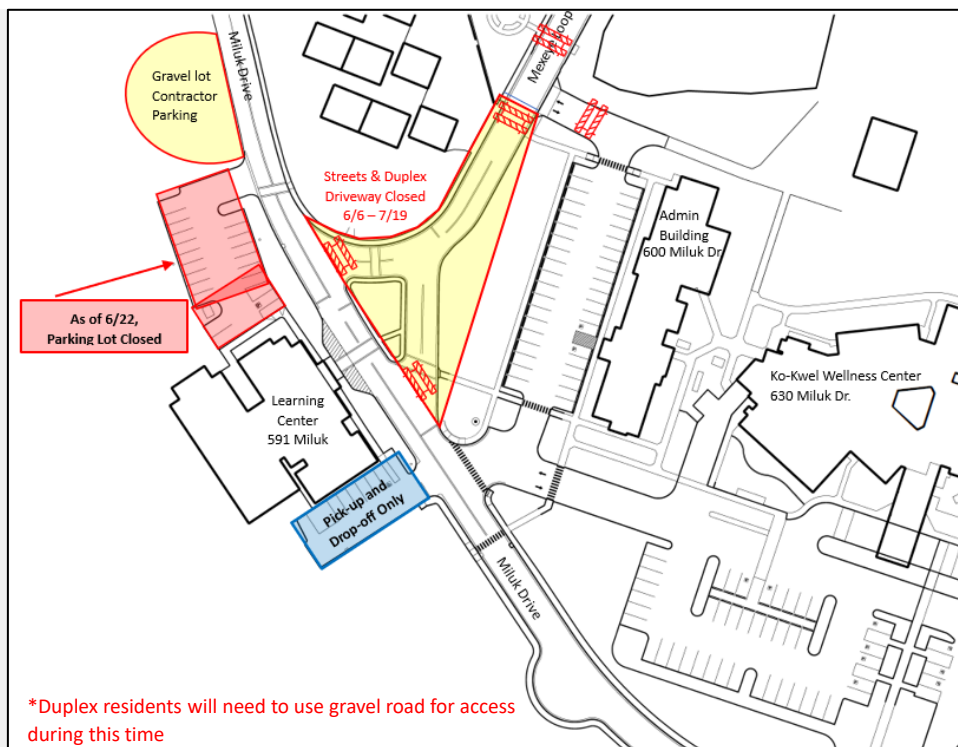 Miluk Drive
Mexeye Loop
Gravel lot
Contractor
Parking
Streets & Duplex
Driveway Closed
6/6 – 7/19
Admin
Building
600 Miluk Dr
As of 6/22,
Parking Lot Closed
Ko-Kwel Wellness Center
630 Miluk Dr.
Learning
Center
591 Miluk
Pick-up and
Drop-off Only
Miluk Drive
*Duplex residents will need to use gravel road for access
during this time